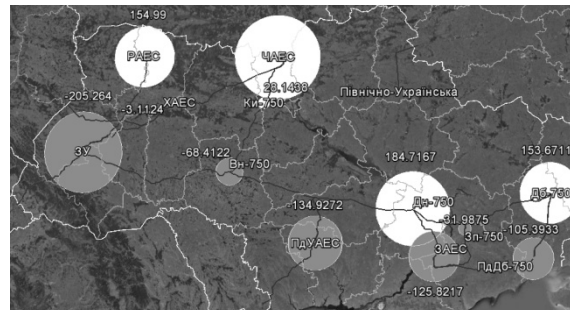 154.99
РАЕС
ЧАЕС
-205.264
-3.1124
ХАЕС
28.1438
Ки-750
Північно-Українська
ЗУ
-68.4122
Вн-750
184.7167
153.6711
Дб-750
-134.9272
Дн-750
-31.9875
Зп-750
-105.3933
ПдУАЕС
ЗАЕС
ПдДб-750
-125.8217